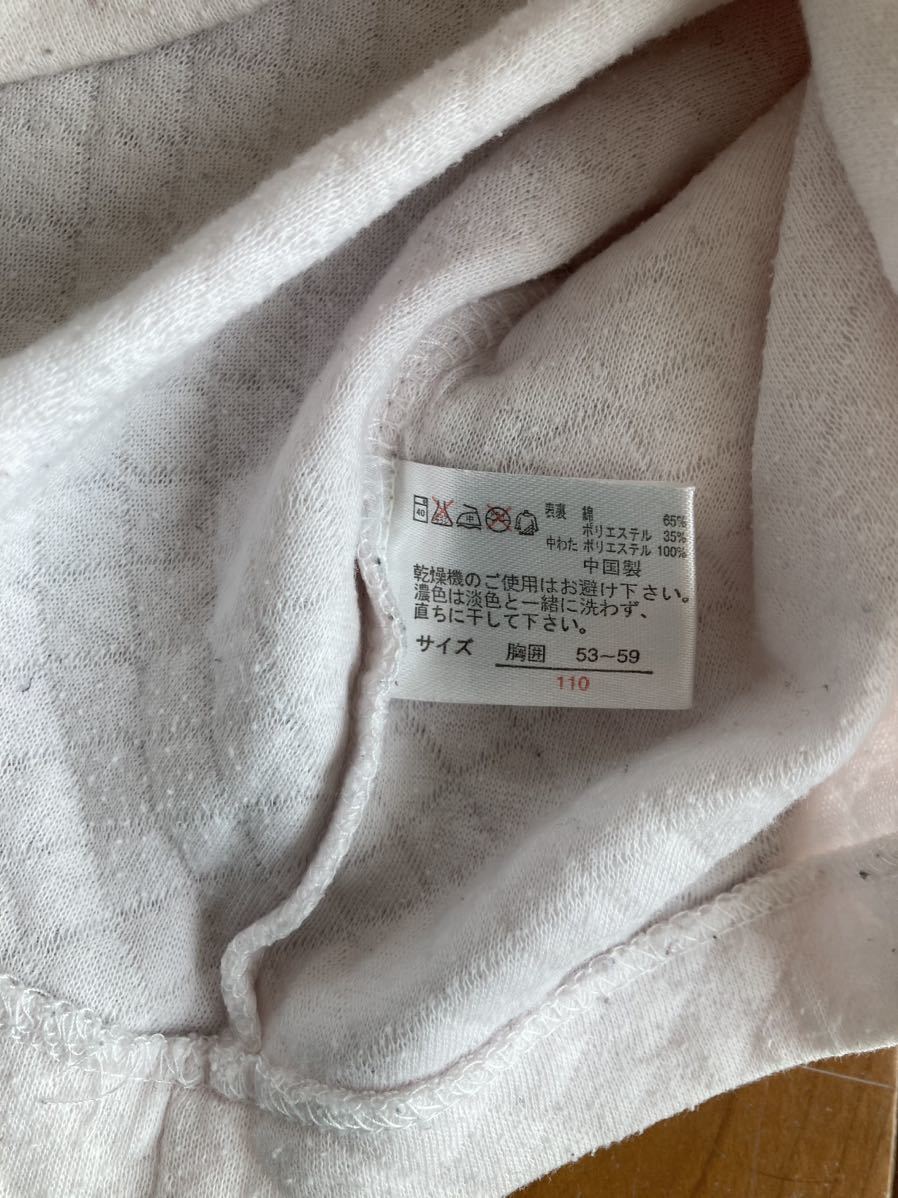 40 中 表裏 綿 65%
ポリエステル 35%
中わた ポリエステル 100%
中国製
乾燥機のご使用はお避け下さい。
濃色は淡色と一緒に洗わず、
直ちに干して下さい。
サイズ 胸囲 53～59
110